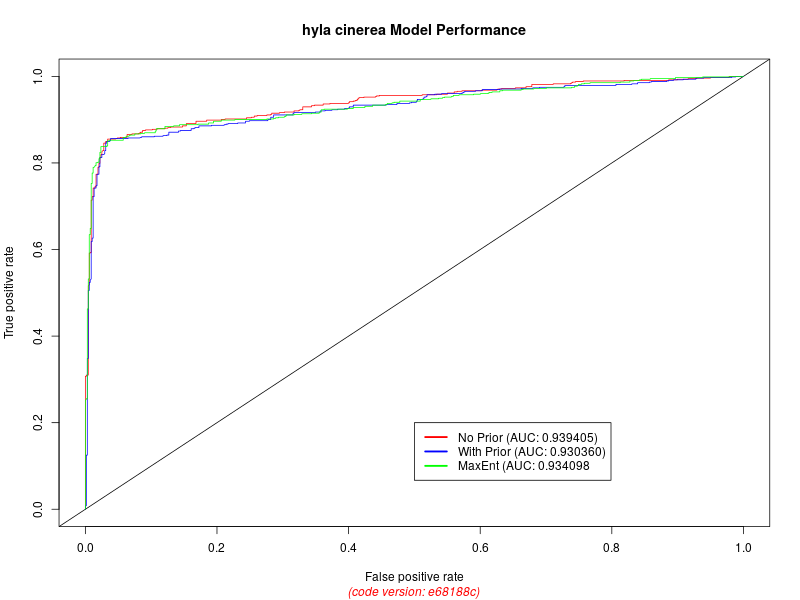 hyla cinerea Model Performance
True positive rate
1.0
0.8
0.6
0.4
0.2
0.0
No Prior (AUC: 0.939405)
With Prior (AUC: 0.930360)
MaxEnt (AUC: 0.934098
0.0 0.2 0.4 0.6 0.8 1.0
False positive rate
(code version: e68188c)